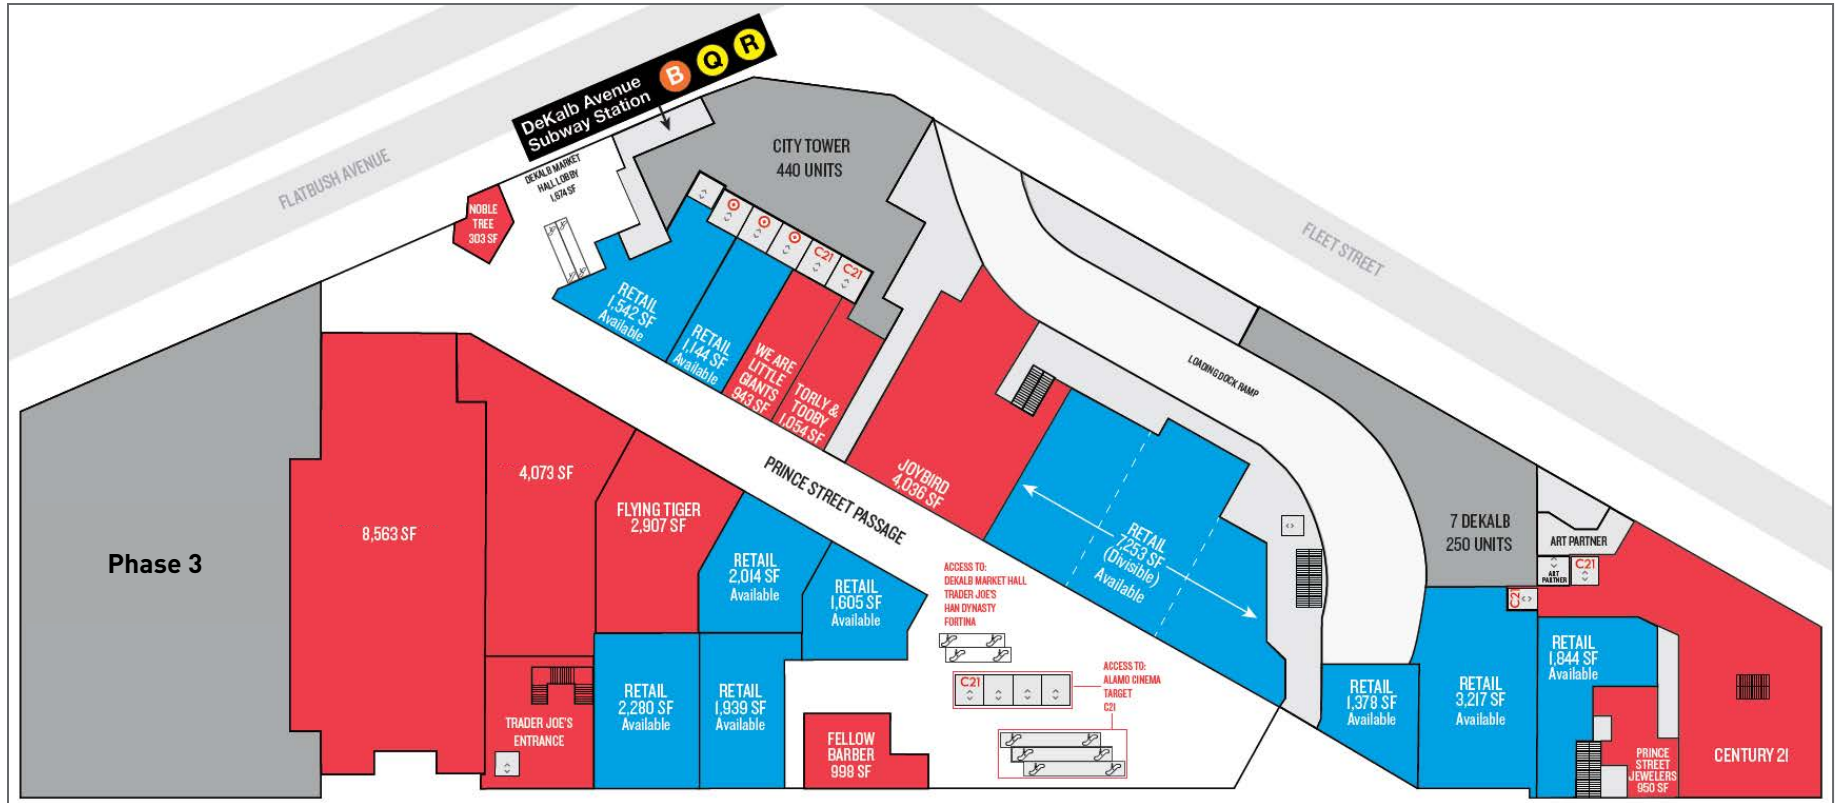 DeKalb Avenue
Subway Station
B Q R
FLATBUSH AVENUE
DEKALB MARKET
HALL LOBBY
1,674 SF
NOBLE
TREE
303 SF
CITY TOWER
440 UNITS
C21
C21
FLEET STREET
LOADING DOCK RAMP
RETAIL
1,542 SF
Available
RETAIL
1,144 SF
Available
WE ARE
LITTLE
GIANTS
943 SF
TORLY &
TOOBY
1,054 SF
JOYBIRD
4,036 SF
PRINCE STREET PASSAGE
RETAIL
7,253 SF
(Divisible)
Available
Phase 3
8,563 SF
4,073 SF
FLYING TIGER
2,907 SF
RETAIL
2,014 SF
Available
RETAIL
1,605 SF
Available
TRADER JOE'S
ENTRANCE
RETAIL
2,280 SF
Available
RETAIL
1,939 SF
Available
FELLOW
BARBER
998 SF
ACCESS TO:
DEKALB MARKET HALL
TRADER JOE'S
HAN DYNASTY
FORTINA
C21
ACCESS TO:
ALAMO CINEMA
TARGET
C21
7 DEKALB
250 UNITS
ART PARTNER
ART
PARTNER
C21
C21
RETAIL
1,378 SF
Available
RETAIL
3,217 SF
Available
RETAIL
1,844 SF
Available
PRINCE
STREET
JEWELERS
950 SF
CENTURY 21